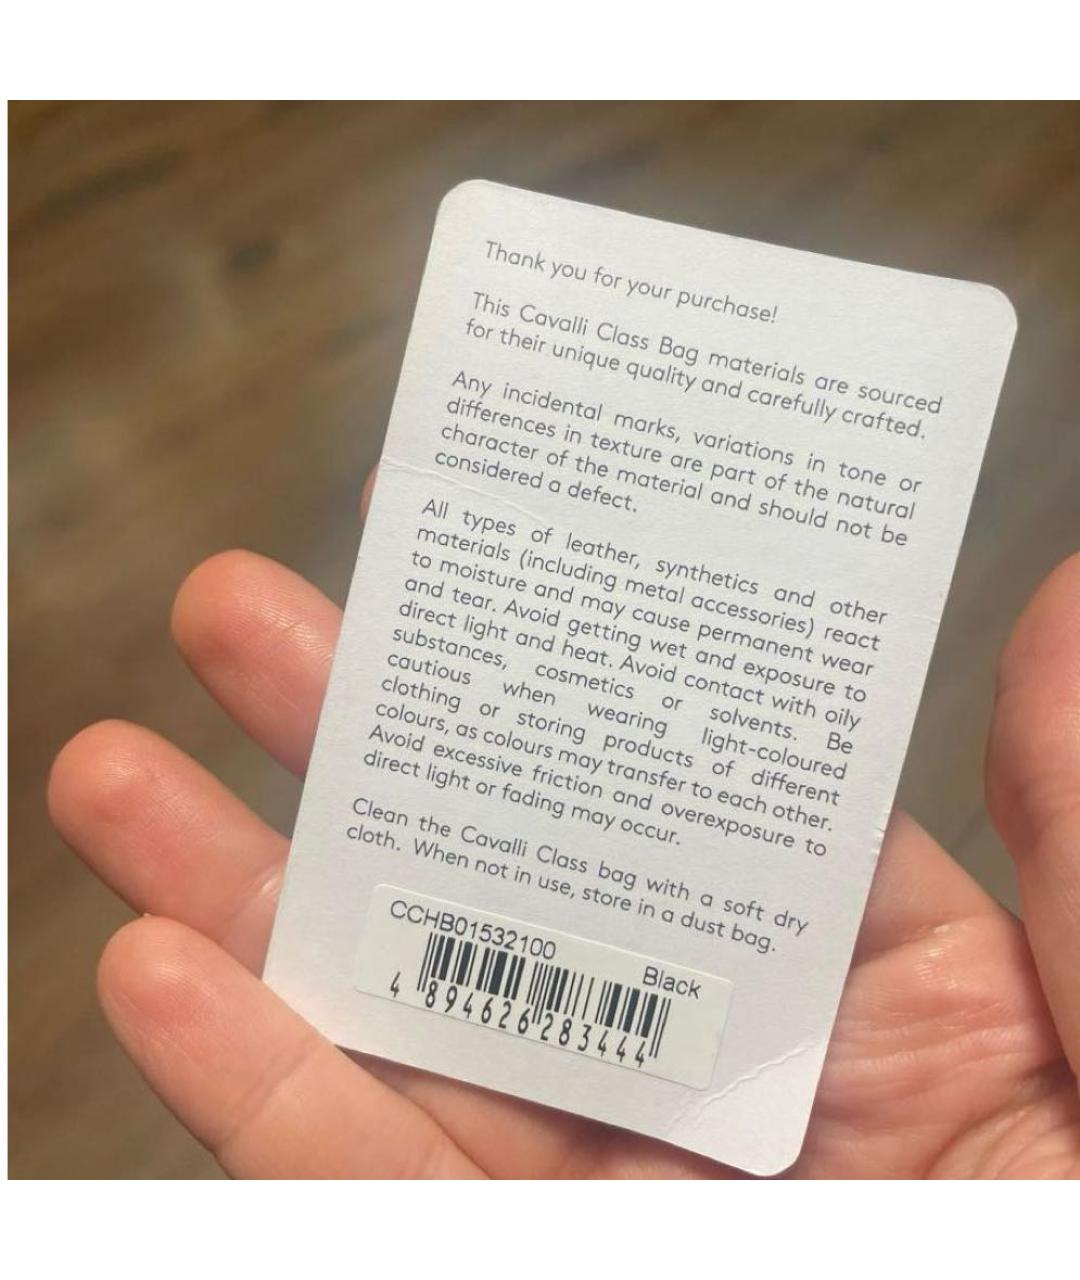 Thank you for your purchase!
This Cavalli Class Bag materials are sourced
for their unique quality and carefully crafted.
Any incidental marks, variations in tone or
differences in texture are part of the natural
character of the material and should not be
considered a defect.
All types of leather, synthetics and other
materials (including metal accessories) react
to moisture and may cause permanent wear
and tear. Avoid getting wet and exposure to
direct light and heat. Avoid contact with oily
substances, cosmetics or solvents. Be
cautious when wearing light-coloured
clothing or storing products of different
colours, as colours may transfer to each other.
Avoid excessive friction and overexposure to
direct light or fading may occur.
Clean the Cavalli Class bag with a soft dry
cloth. When not in use, store in a dust bag.
CCHB01532100
Black
4 894626 283444